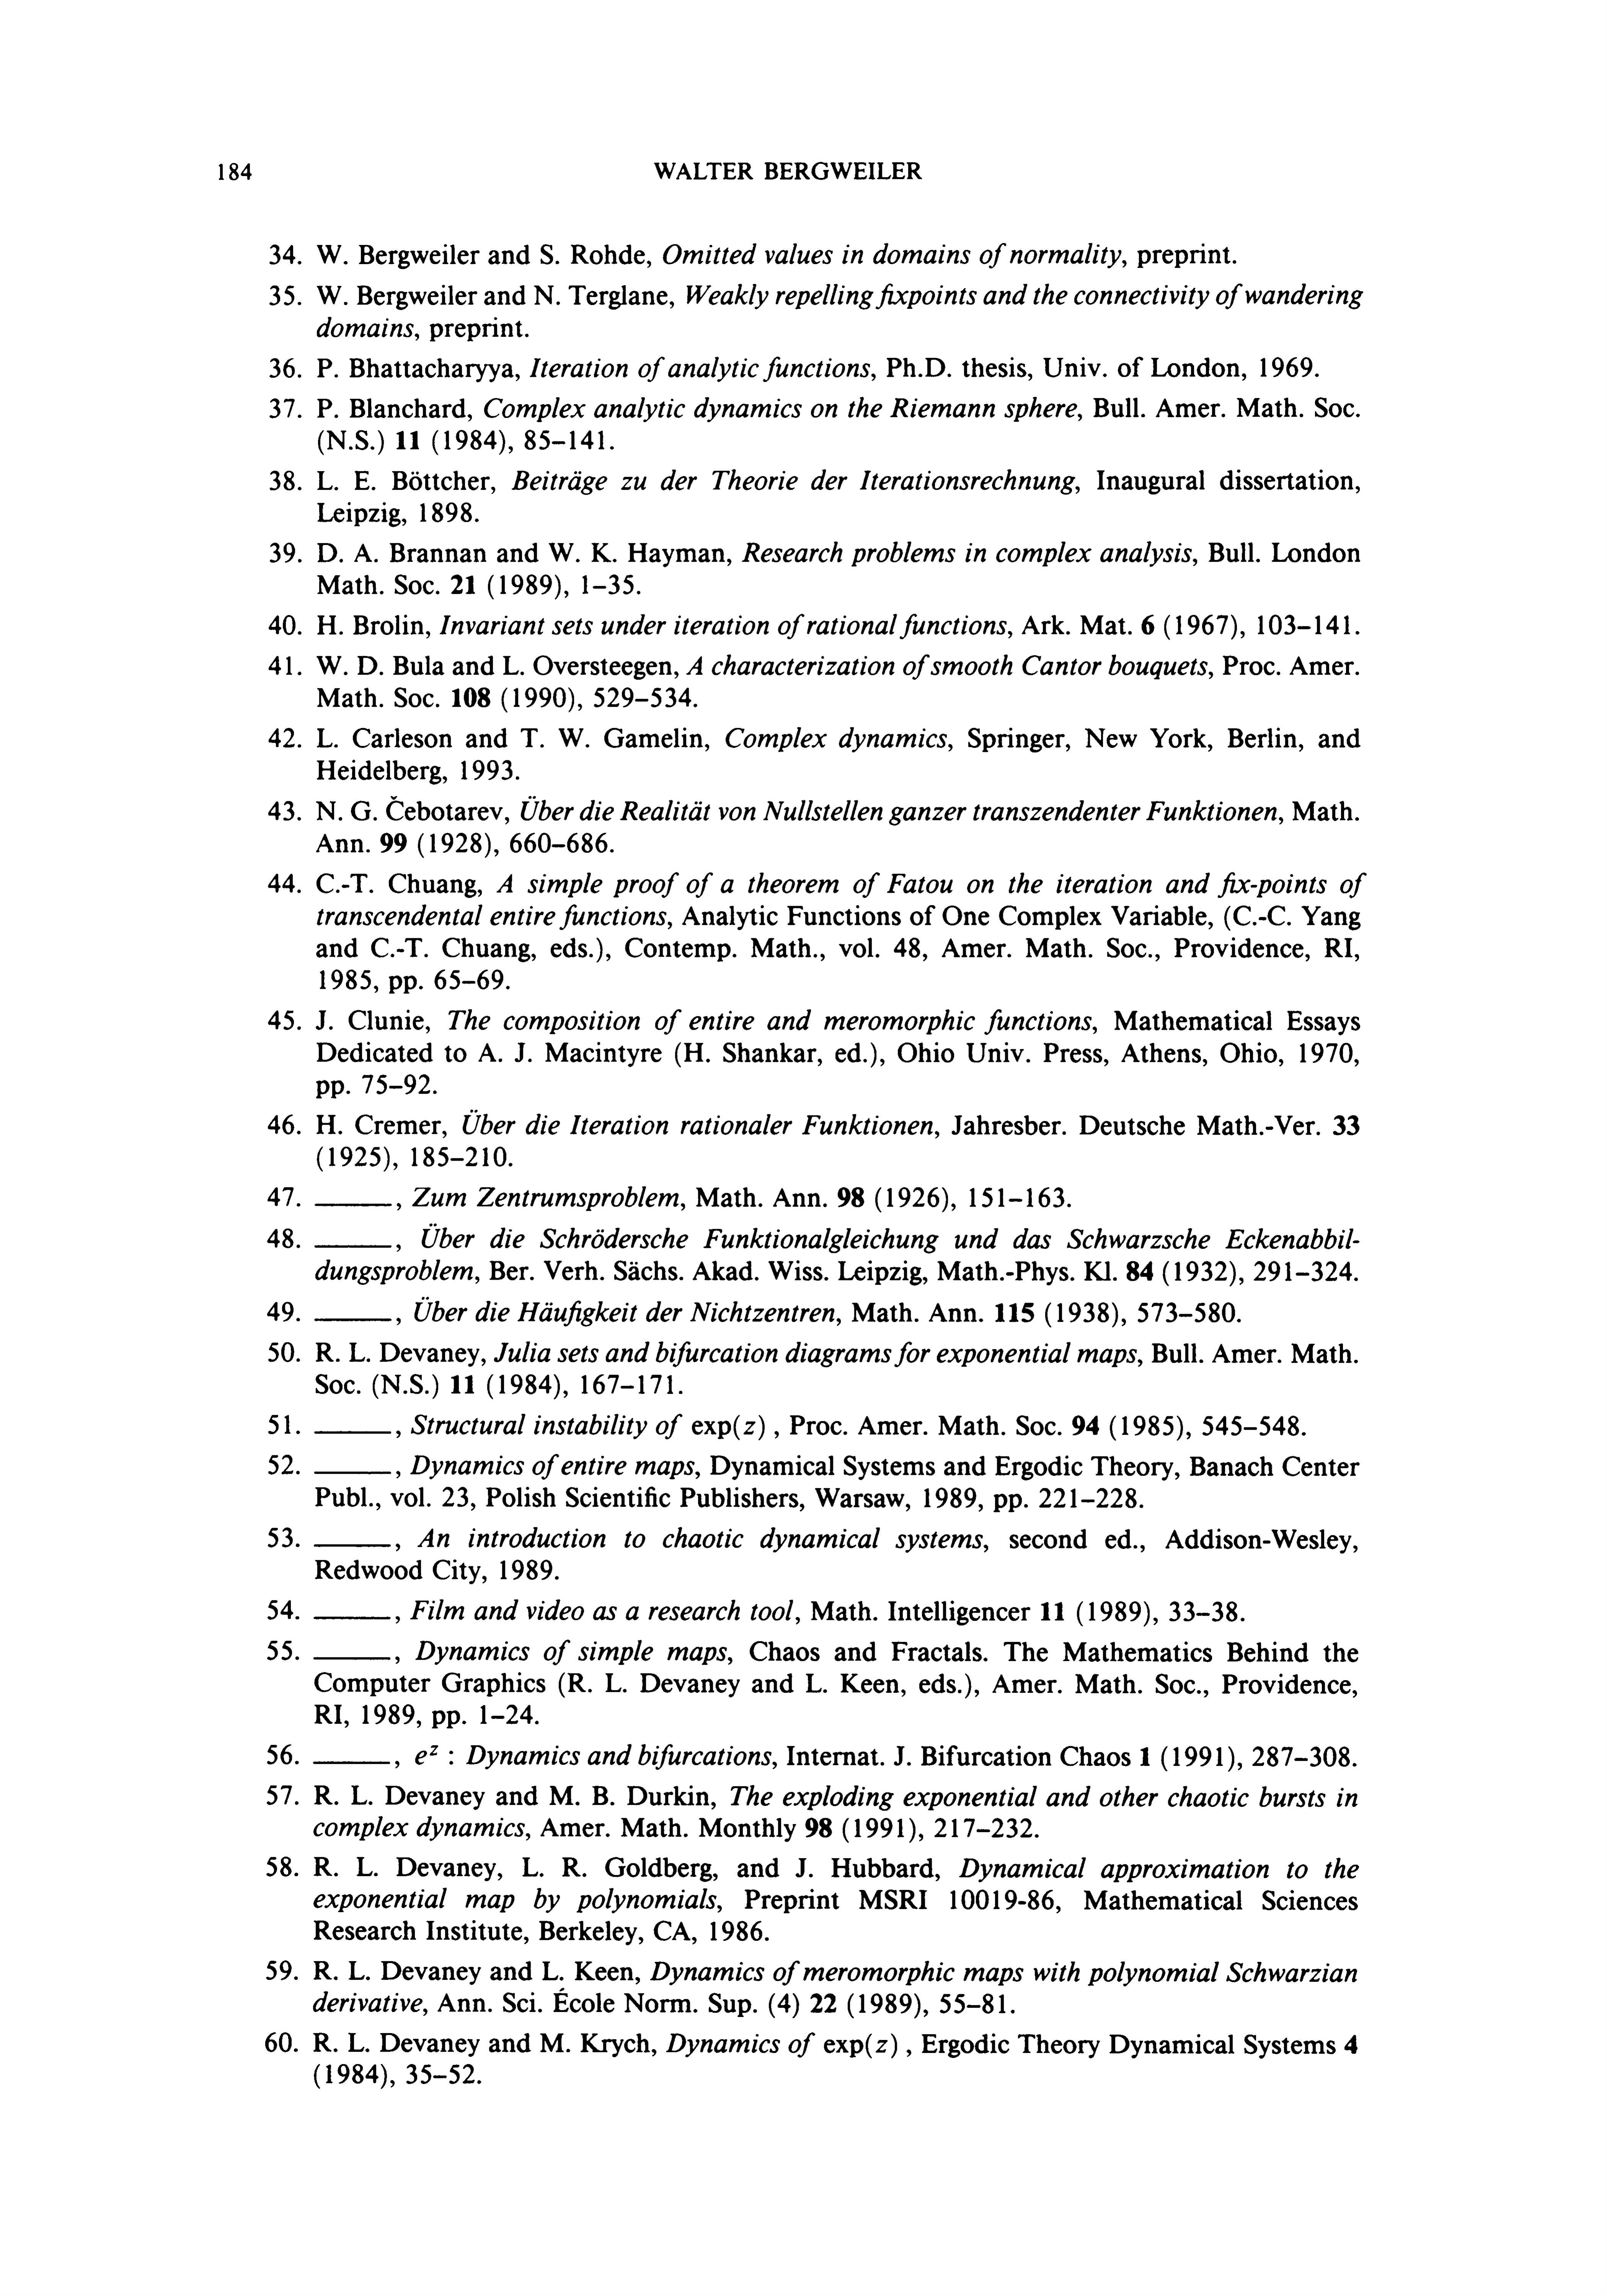 184
WALTER BERGWEILER
34. W. Bergweiler and S. Rohde, Omitted values in domains of normality, preprint.
35. W. Bergweiler and N. Terglane, Weakly repelling fixpoints and the connectivity of wandering
domains, preprint.
36. P. Bhattacharyya, Iteration of analytic functions, Ph.D. thesis, Univ. of London, 1969.
37. P. Blanchard, Complex analytic dynamics on the Riemann sphere, Bull. Amer. Math. Soc.
(N.S.) 11 (1984), 85–141.
38. L. E. Böttcher, Beiträge zu der Theorie der Iterationsrechnung, Inaugural dissertation,
Leipzig, 1898.
39. D. A. Brannan and W. K. Hayman, Research problems in complex analysis, Bull. London
Math. Soc. 21 (1989), 1–35.
40. H. Brolin, Invariant sets under iteration of rational functions, Ark. Mat. 6 (1967), 103–141.
41. W. D. Bula and L. Oversteegen, A characterization of smooth Cantor bouquets, Proc. Amer.
Math. Soc. 108 (1990), 529–534.
42. L. Carleson and T. W. Gamelin, Complex dynamics, Springer, New York, Berlin, and
Heidelberg, 1993.
43. N. G. Čebotarev, Über die Realität von Nullstellen ganzer transzendenter Funktionen, Math.
Ann. 99 (1928), 660–686.
44. C.-T. Chuang, A simple proof of a theorem of Fatou on the iteration and fix-points of
transcendental entire functions, Analytic Functions of One Complex Variable, (C.-C. Yang
and C.-T. Chuang, eds.), Contemp. Math., vol. 48, Amer. Math. Soc., Providence, RI,
1985, pp. 65–69.
45. J. Clunie, The composition of entire and meromorphic functions, Mathematical Essays
Dedicated to A. J. Macintyre (H. Shankar, ed.), Ohio Univ. Press, Athens, Ohio, 1970,
pp. 75–92.
46. H. Cremer, Über die Iteration rationaler Funktionen, Jahresber. Deutsche Math.-Ver. 33
(1925), 185–210.
47. ______, Zum Zentrumsproblem, Math. Ann. 98 (1926), 151–163.
48. ______, Über die Schrödersche Funktionalgleichung und das Schwarzsche Eckenabbil-
dungsproblem, Ber. Verh. Sächs. Akad. Wiss. Leipzig, Math.-Phys. Kl. 84 (1932), 291–324.
49. ______, Über die Häufigkeit der Nichtzentren, Math. Ann. 115 (1938), 573–580.
50. R. L. Devaney, Julia sets and bifurcation diagrams for exponential maps, Bull. Amer. Math.
Soc. (N.S.) 11 (1984), 167–171.
51. ______, Structural instability of exp(z) , Proc. Amer. Math. Soc. 94 (1985), 545–548.
52. ______, Dynamics of entire maps, Dynamical Systems and Ergodic Theory, Banach Center
Publ., vol. 23, Polish Scientific Publishers, Warsaw, 1989, pp. 221–228.
53. ______, An introduction to chaotic dynamical systems, second ed., Addison-Wesley,
Redwood City, 1989.
54. ______, Film and video as a research tool, Math. Intelligencer 11 (1989), 33–38.
55. ______, Dynamics of simple maps, Chaos and Fractals. The Mathematics Behind the
Computer Graphics (R. L. Devaney and L. Keen, eds.), Amer. Math. Soc., Providence,
RI, 1989, pp. 1–24.
56. ______, e^z : Dynamics and bifurcations, Internat. J. Bifurcation Chaos 1 (1991), 287–308.
57. R. L. Devaney and M. B. Durkin, The exploding exponential and other chaotic bursts in
complex dynamics, Amer. Math. Monthly 98 (1991), 217–232.
58. R. L. Devaney, L. R. Goldberg, and J. Hubbard, Dynamical approximation to the
exponential map by polynomials, Preprint MSRI 10019-86, Mathematical Sciences
Research Institute, Berkeley, CA, 1986.
59. R. L. Devaney and L. Keen, Dynamics of meromorphic maps with polynomial Schwarzian
derivative, Ann. Sci. École Norm. Sup. (4) 22 (1989), 55–81.
60. R. L. Devaney and M. Krych, Dynamics of exp(z) , Ergodic Theory Dynamical Systems 4
(1984), 35–52.